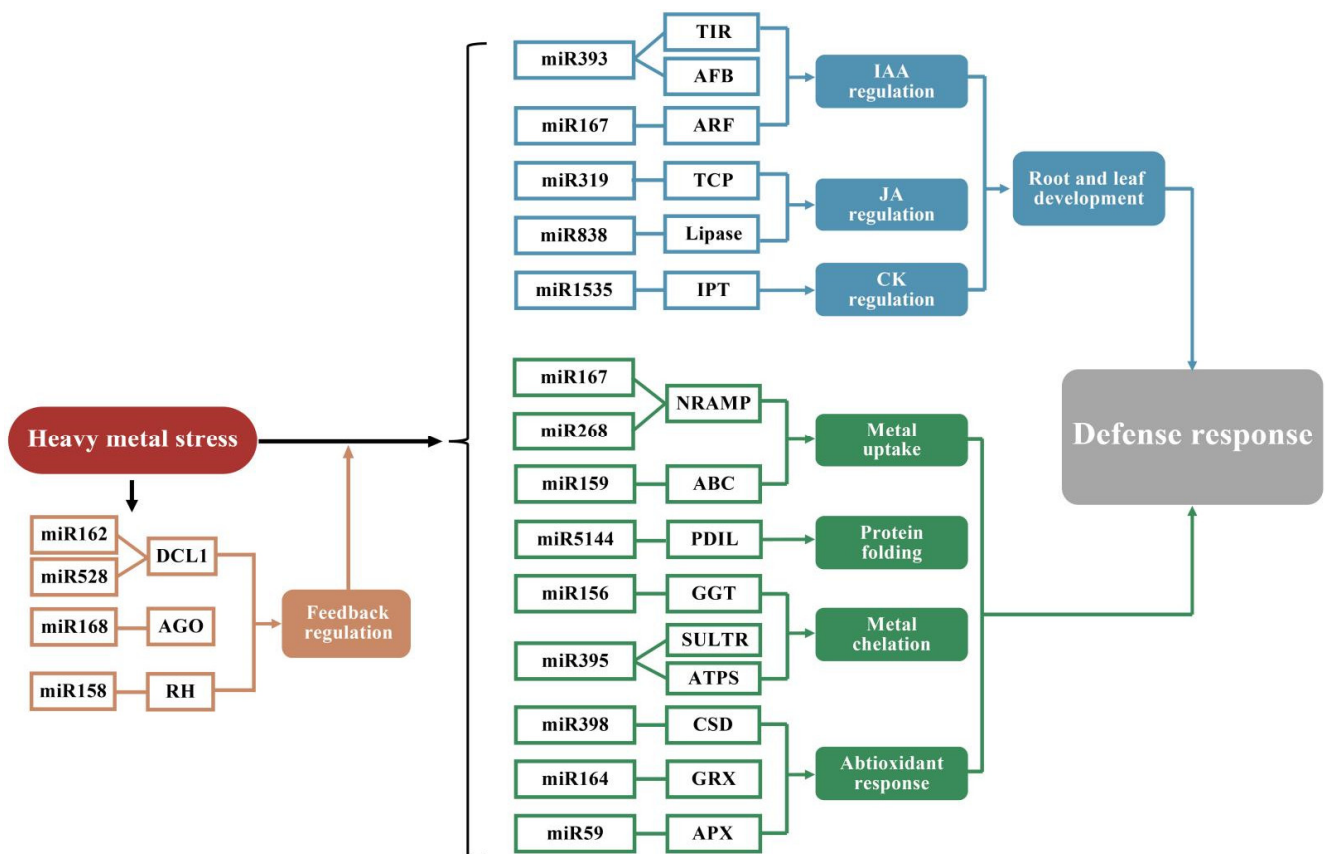 Heavy metal stress
miR162
miR528
DCL1
miR168
AGO
miR158
RH
Feedback
regulation
miR393
TIR
AFB
miR167
ARF
IAA
regulation
miR319
TCP
miR838
Lipase
JA
regulation
miR1535
IPT
CK
regulation
Root and leaf
development
miR167
miR268
NRAMP
miR159
ABC
Metal
uptake
miR5144
PDIL
Protein
folding
miR156
GGT
miR395
SULTR
ATPS
Metal
chelation
miR398
CSD
miR164
GRX
miR59
APX
Abtioxidant
response
Defense response